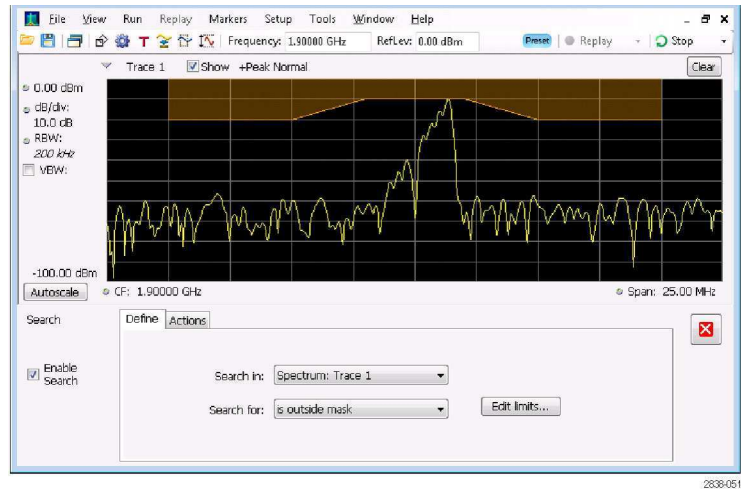 File View Run Replay Markers Setup Tools Window Help
T Frequency: 1.90000 GHz RefLev: 0.00 dBm Preset Replay Stop
Trace 1 Show +Peak Normal Clear
0.00 dBm
dB/div:
10.0 dB
RBW:
200 kHz
VBW:
-100.00 dBm
Autoscale CF: 1.90000 GHz Span: 25.00 MHz
Search Define Actions
Enable
Search
Search in: Spectrum: Trace 1
Search for: is outside mask Edit limits...
2838-051